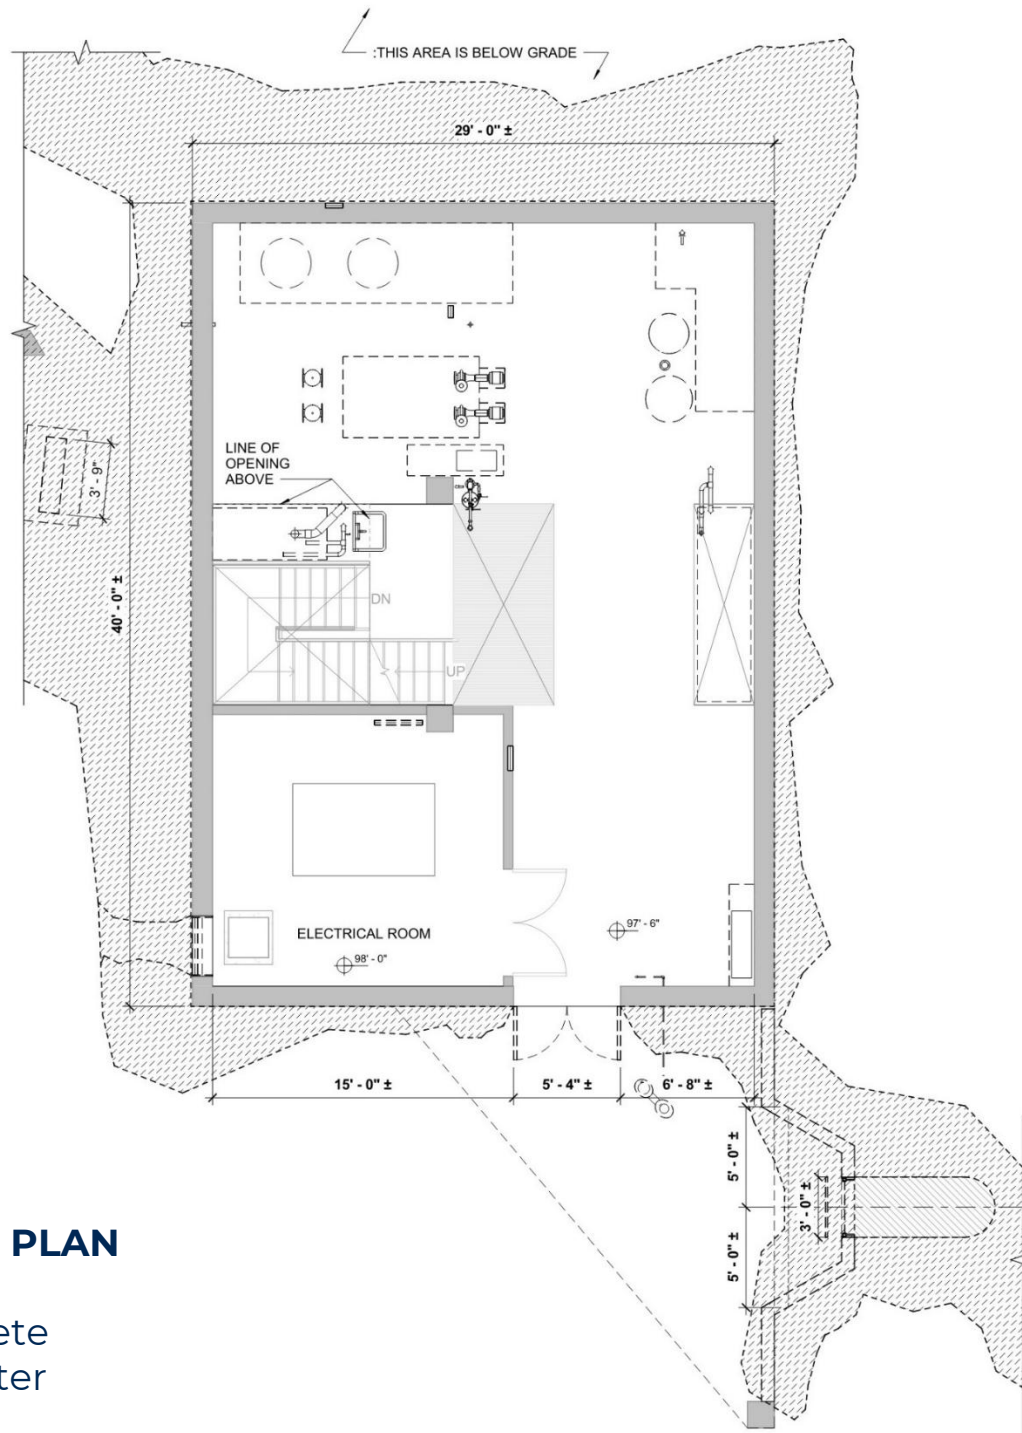 :THIS AREA IS BELOW GRADE
29' - 0" ±
LINE OF
OPENING
ABOVE
3' - 9"
40' - 0" ±
DN
UP
ELECTRICAL ROOM
98' - 0"
97' - 6"
15' - 0" ±
5' - 4" ±
6' - 8" ±
5' - 0" ±
3' - 0" ±
5' - 0" ±
PLAN
ete
ter